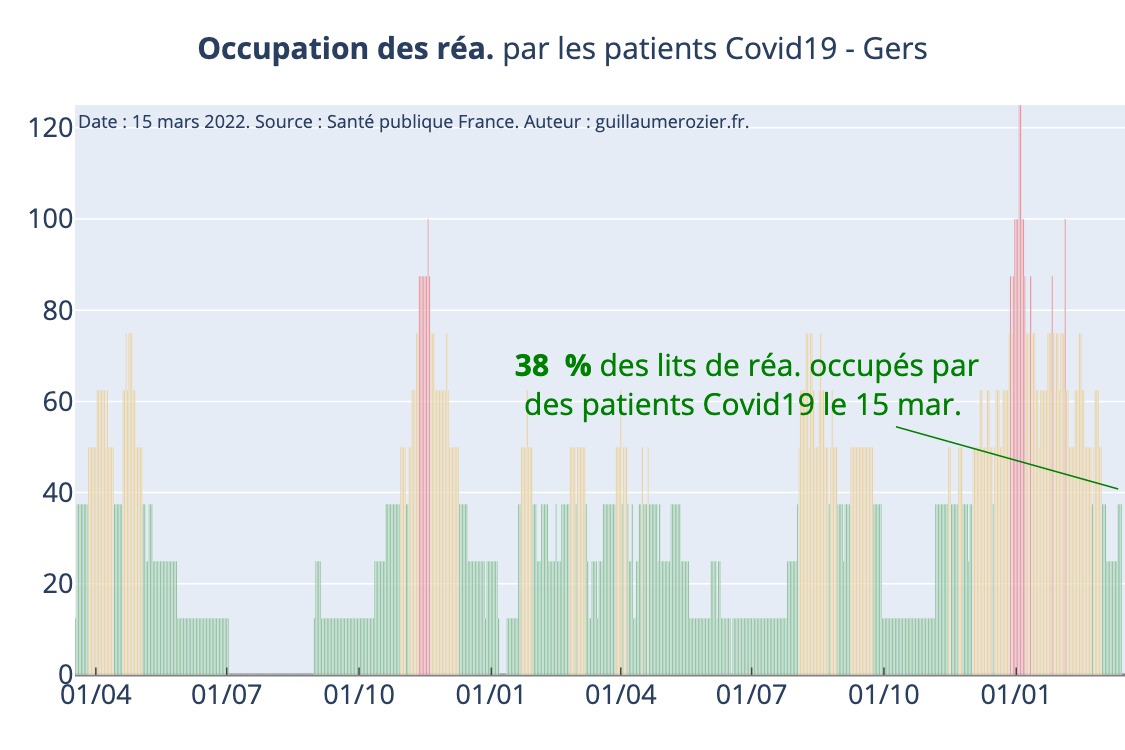 Occupation des réa. par les patients Covid19 - Gers
Date : 15 mars 2022. Source : Santé publique France. Auteur : guillaumerozier.fr.
120
100
80
60
40
20
0
38 % des lits de réa. occupés par
des patients Covid19 le 15 mar.
01/04 01/07 01/10 01/01 01/04 01/07 01/10 01/01